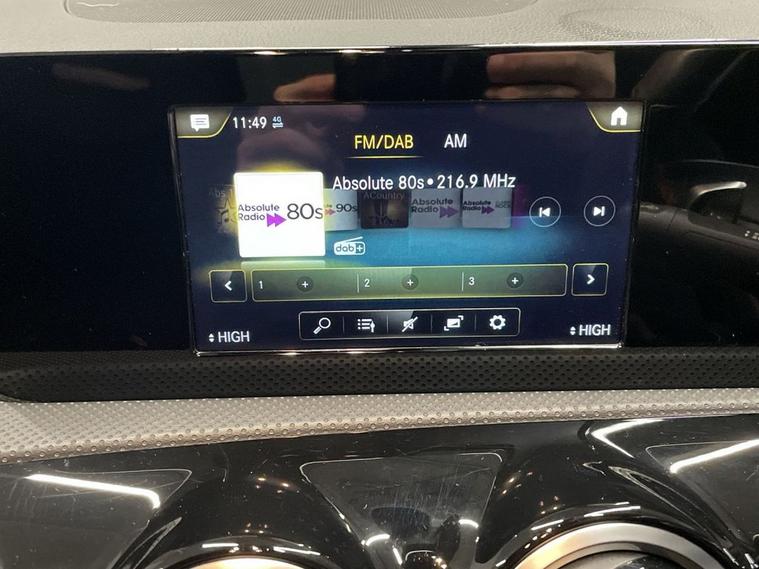 11:49 4G
FM/DAB AM
Absolute 80s • 216.9 MHz
Absolute
Radio 80s
90s
ACountry
Absolute
Radio
Absolute
Radio
dab+
1 + 2 + 3 +
HIGH HIGH